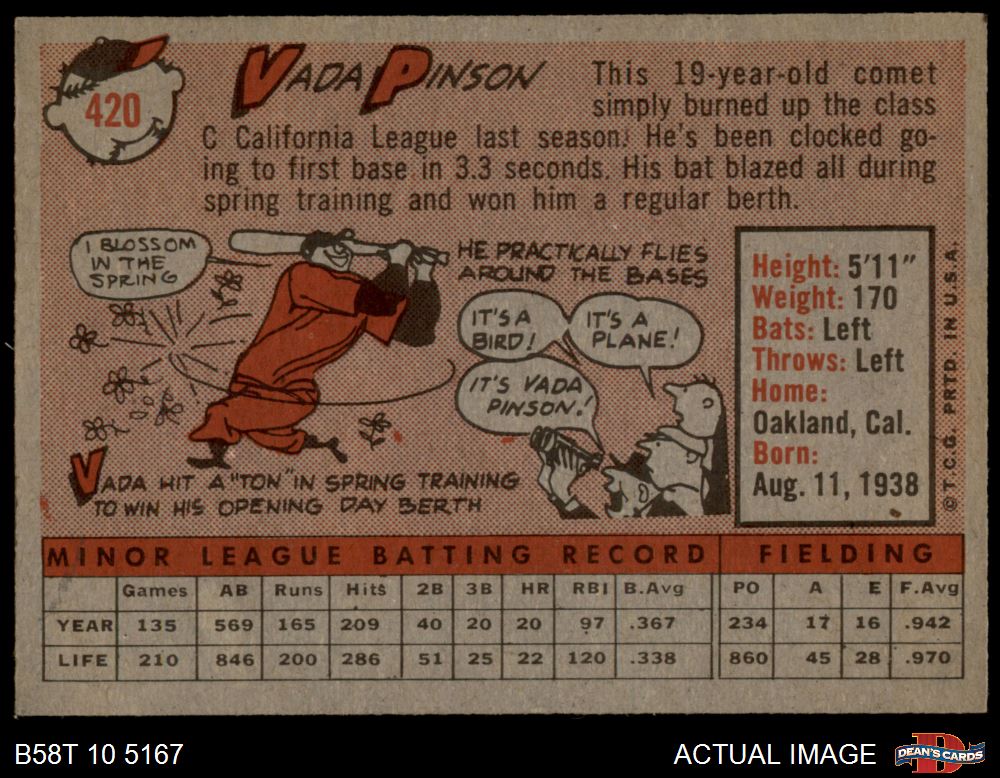 420
VADA PINSON
This 19-year-old comet
simply burned up the class
C California League last season. He's been clocked go-
ing to first base in 3.3 seconds. His bat blazed all during
spring training and won him a regular berth.
I BLOSSOM
IN THE
SPRING
HE PRACTICALLY FLIES
AROUND THE BASES
IT'S A
BIRD!
IT'S A
PLANE!
IT'S VADA
PINSON!
VADA HIT A "TON" IN SPRING TRAINING
TO WIN HIS OPENING DAY BERTH
Height: 5'11"
Weight: 170
Bats: Left
Throws: Left
Home:
Oakland, Cal.
Born:
Aug. 11, 1938
© T.C.G. PRTD. IN U.S.A.
MINOR LEAGUE BATTING RECORD FIELDING
Games AB Runs Hits 2B 3B HR RBI B.Avg PO A E F.Avg
YEAR 135 569 165 209 40 20 20 97 .367 234 17 16 .942
LIFE 210 846 200 286 51 25 22 120 .338 860 45 28 .970
B58T 10 5167
ACTUAL IMAGE
DEAN'S CARDS